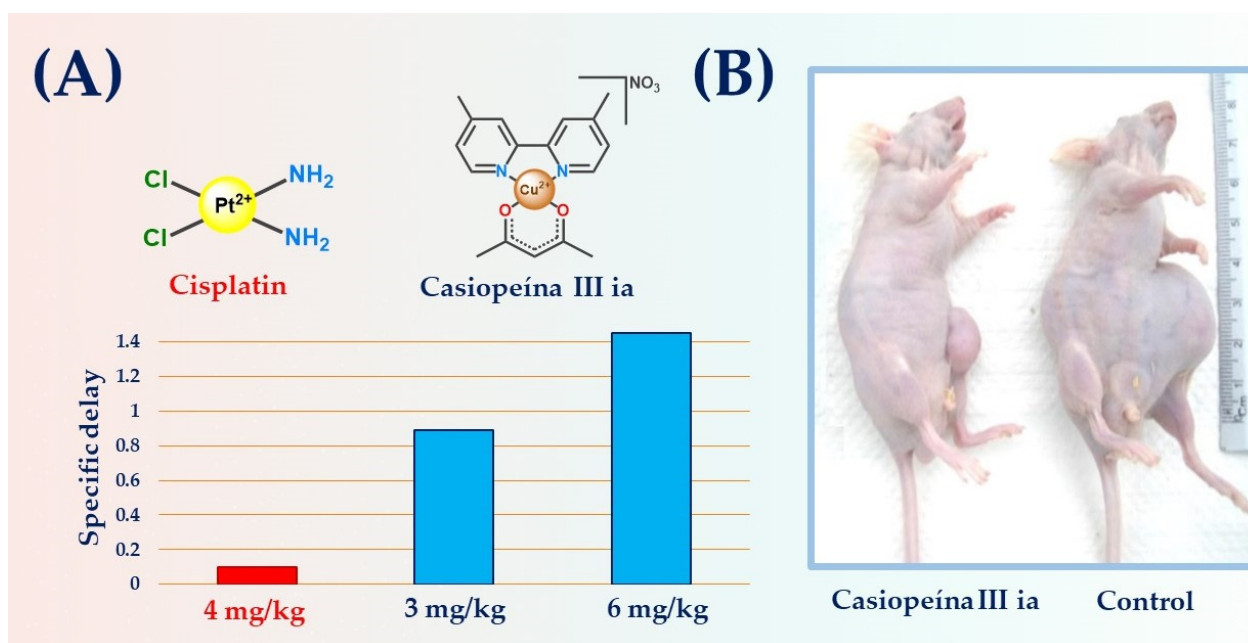 (A)
(B)
NO3
Cl
Cl
Pt2+
NH2
NH2
N
N
Cu2+
O
O
Cisplatin
Casiopeína III ia
Specific delay
1.4
1.2
1
0.8
0.6
0.4
0.2
0
4 mg/kg
3 mg/kg
6 mg/kg
Cm
Casiopeína III ia
Control